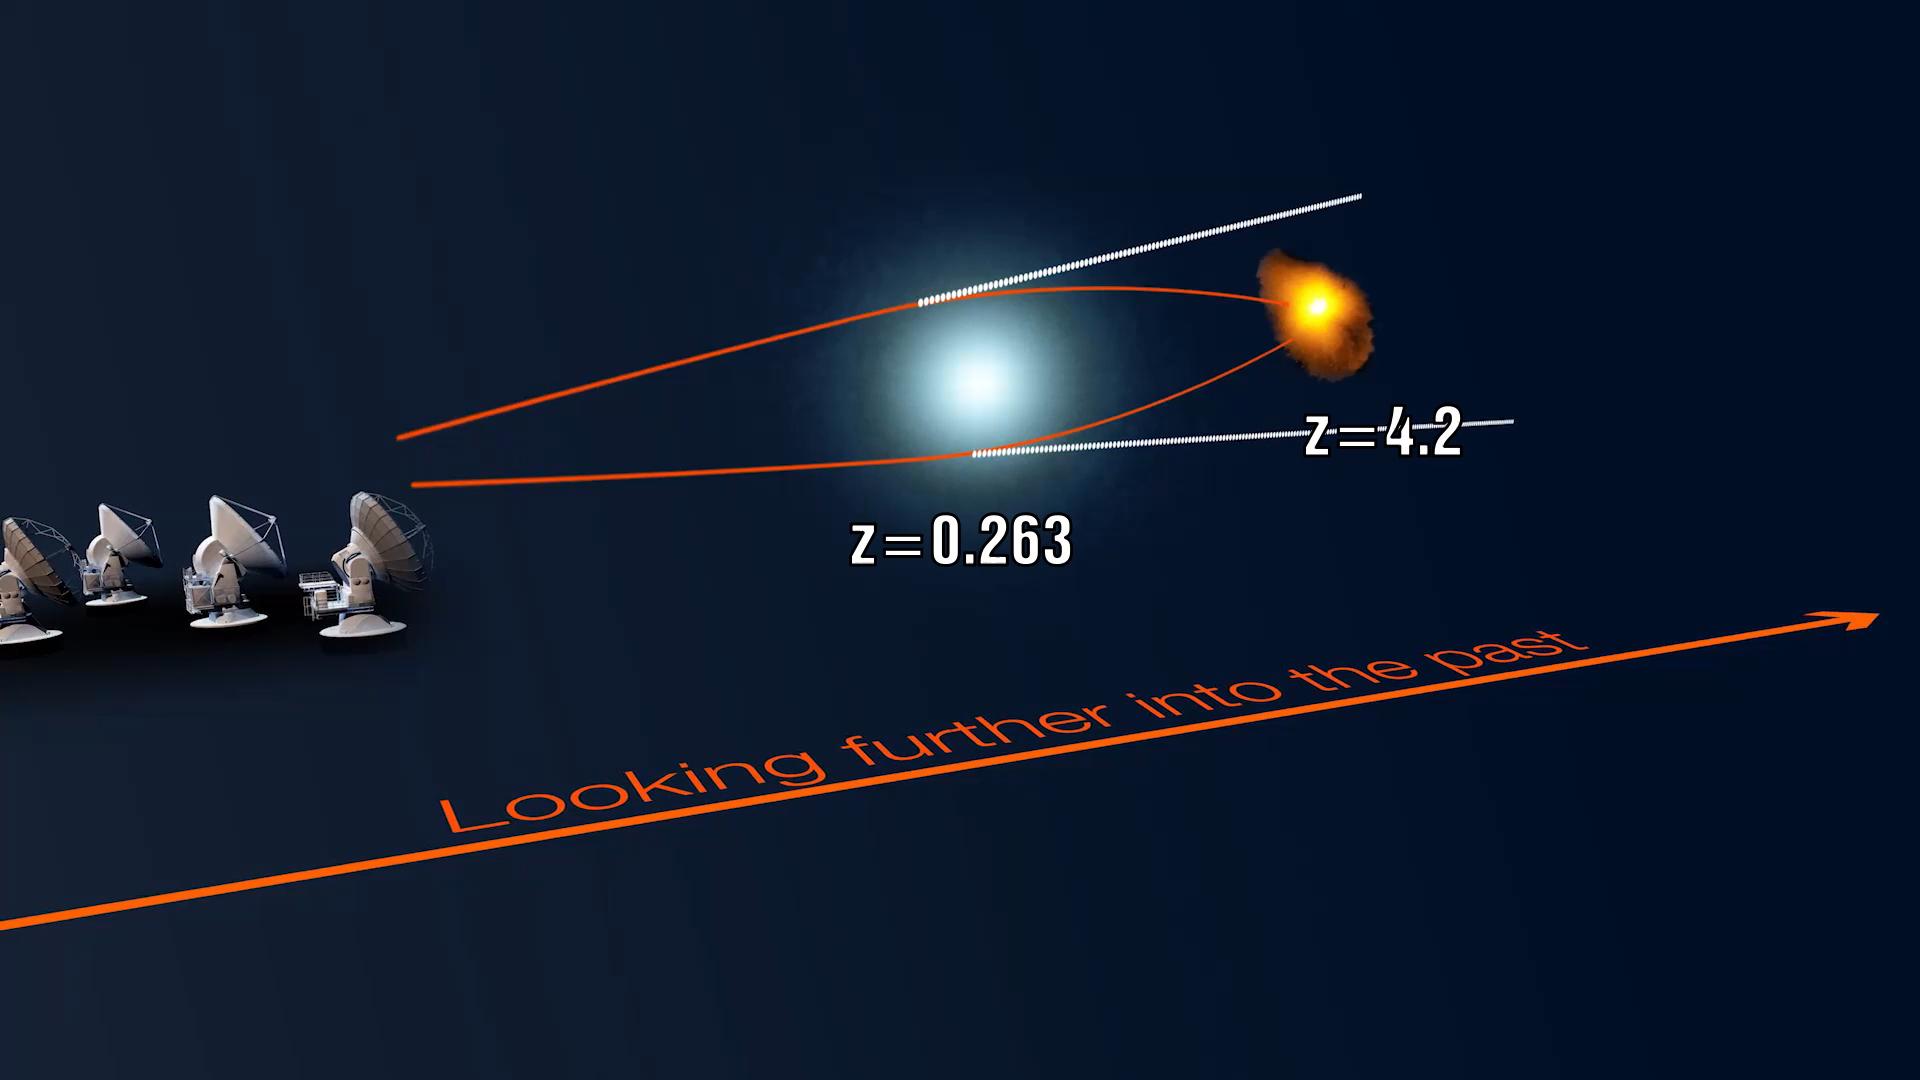 z=4.2
z=0.263
Looking further into the past